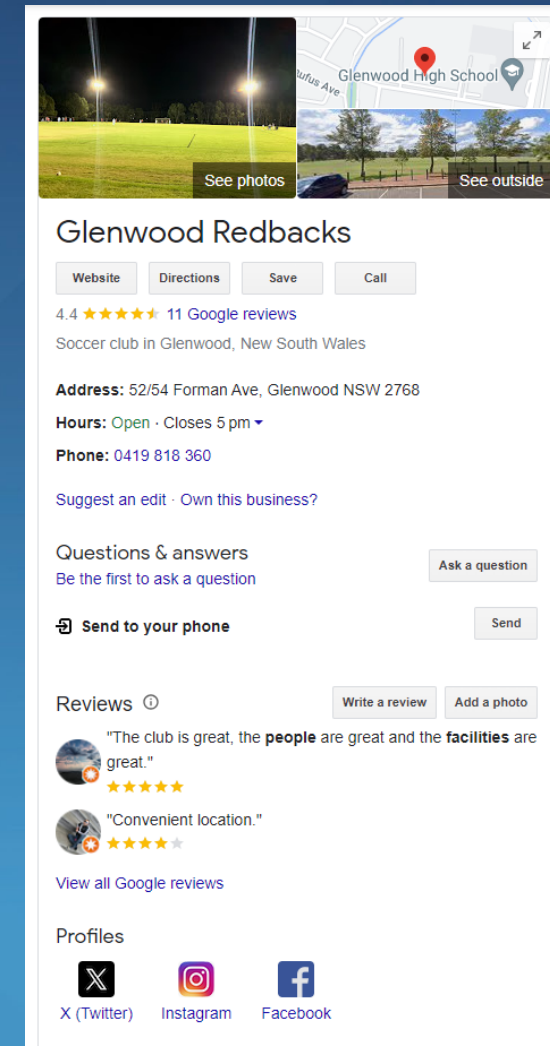 Rufus Ave
Glenwood High School
See photos
See outside
Glenwood Redbacks
Website
Directions
Save
Call
4.4
11 Google reviews
Soccer club in Glenwood, New South Wales
Address: 52/54 Forman Ave, Glenwood NSW 2768
Hours: Open · Closes 5 pm
Phone: 0419 818 360
Suggest an edit · Own this business?
Questions & answers
Ask a question
Be the first to ask a question
Send to your phone
Send
Reviews
Write a review
Add a photo
"The club is great, the people are great and the facilities are
great."
"Convenient location."
View all Google reviews
Profiles
X (Twitter)
Instagram
Facebook